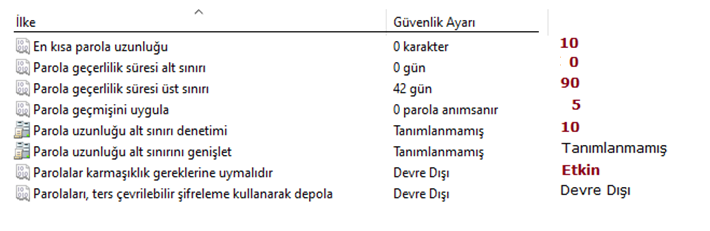 İlke Güvenlik Ayarı
En kısa parola uzunluğu 0 karakter 10
Parola geçerlilik süresi alt sınırı 0 gün 0
Parola geçerlilik süresi üst sınırı 42 gün 90
Parola geçmişini uygula 0 parola anımsanır 5
Parola uzunluğu alt sınırı denetimi Tanımlanmamış 10
Parola uzunluğu alt sınırını genişlet Tanımlanmamış Tanımlanmamış
Parolalar karmaşıklık gereklerine uymalıdır Devre Dışı Etkin
Parolaları, ters çevrilebilir şifreleme kullanarak depola Devre Dışı Devre Dışı